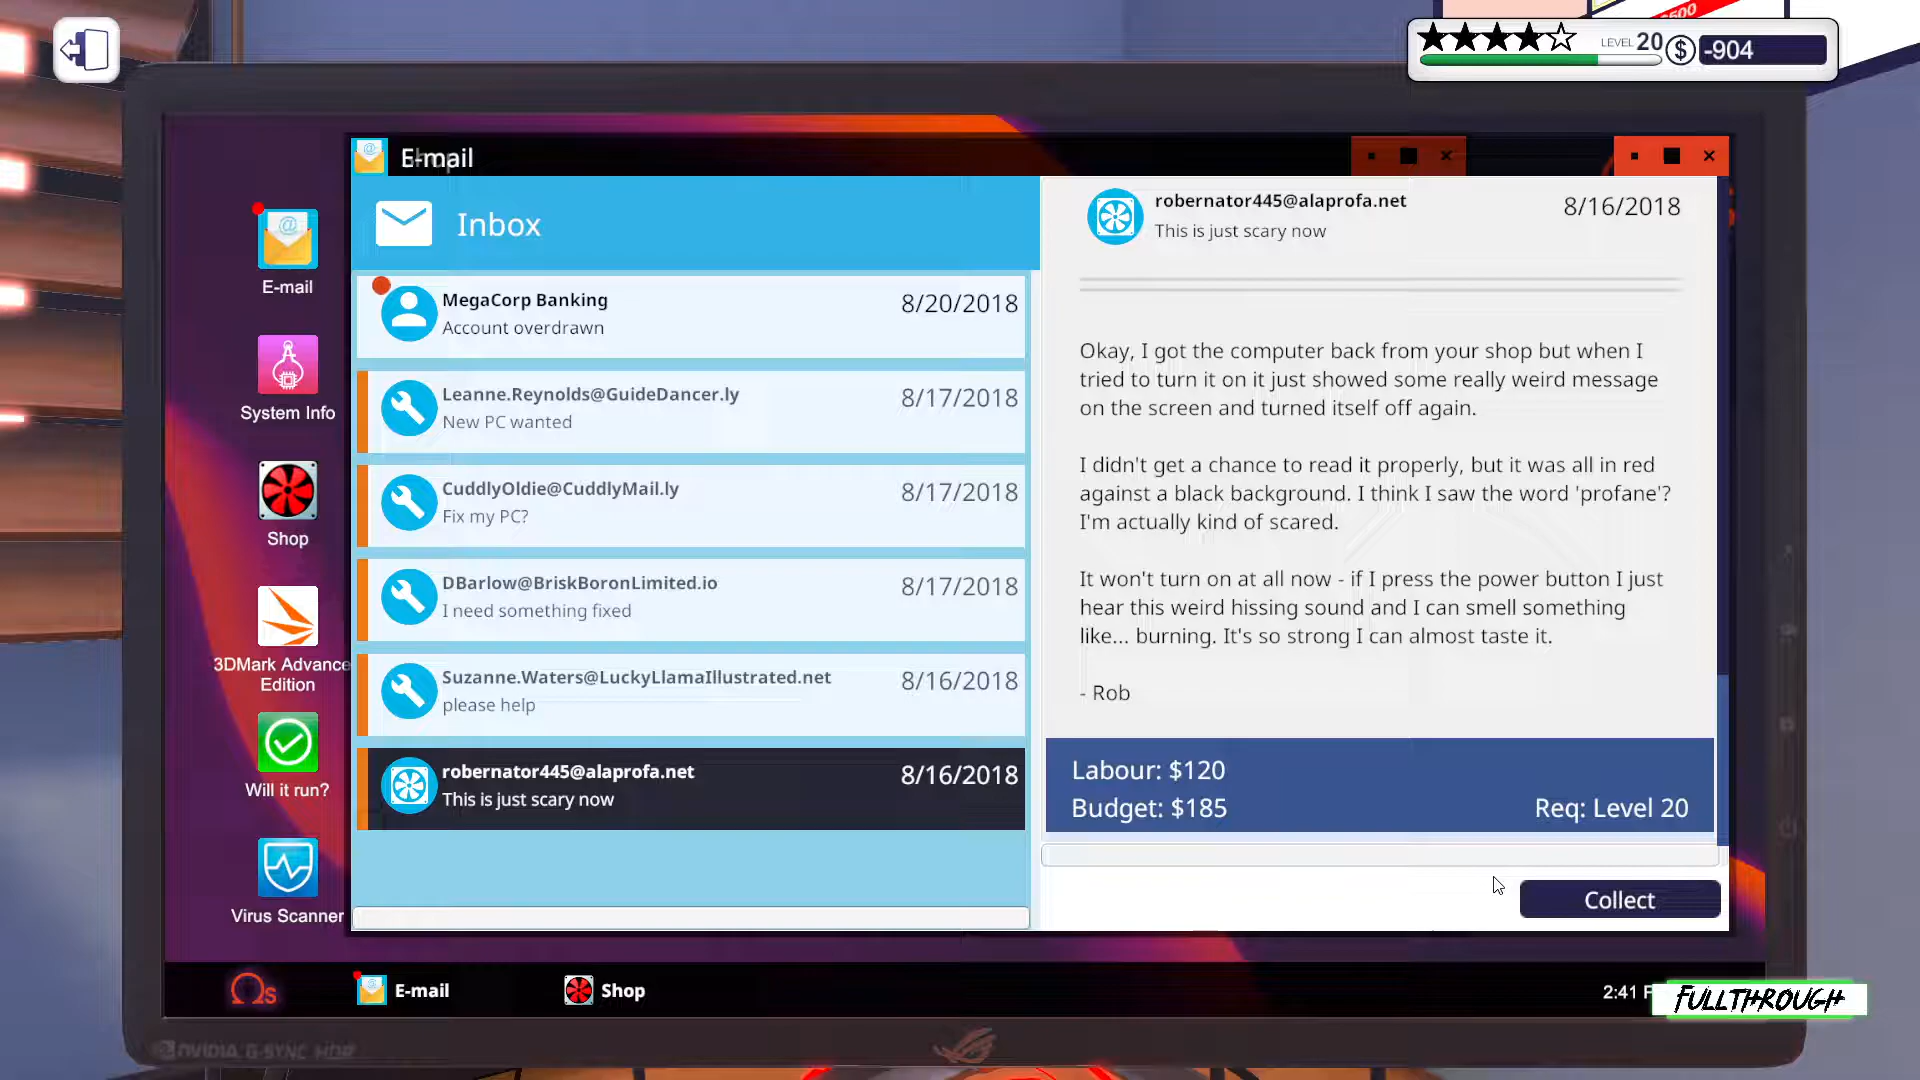 LEVEL 20
$ -904
E-mail
Inbox
MegaCorp Banking
Account overdrawn
8/20/2018
Leanne.Reynolds@GuideDancer.ly
New PC wanted
8/17/2018
CuddlyOldie@CuddlyMail.ly
Fix my PC?
8/17/2018
DBarlow@BriskBoronLimited.io
I need something fixed
8/17/2018
Suzanne.Waters@LuckyLlamaIllustrated.net
please help
8/16/2018
robernator445@alaprofa.net
This is just scary now
8/16/2018
robernator445@alaprofa.net
This is just scary now
8/16/2018
Okay, I got the computer back from your shop but when I
tried to turn it on it just showed some really weird message
on the screen and turned itself off again.
I didn't get a chance to read it properly, but it was all in red
against a black background. I think I saw the word 'profane'?
I'm actually kind of scared.
It won't turn on at all now - if I press the power button I just
hear this weird hissing sound and I can smell something
like... burning. It's so strong I can almost taste it.
- Rob
Labour: $120
Budget: $185
Req: Level 20
Collect
E-mail
System Info
Shop
3DMark Advance
Edition
Will it run?
Virus Scanner
Ωs
E-mail
Shop
2:41
FULLTHROUGH
NVIDIA G-SYNC HDR